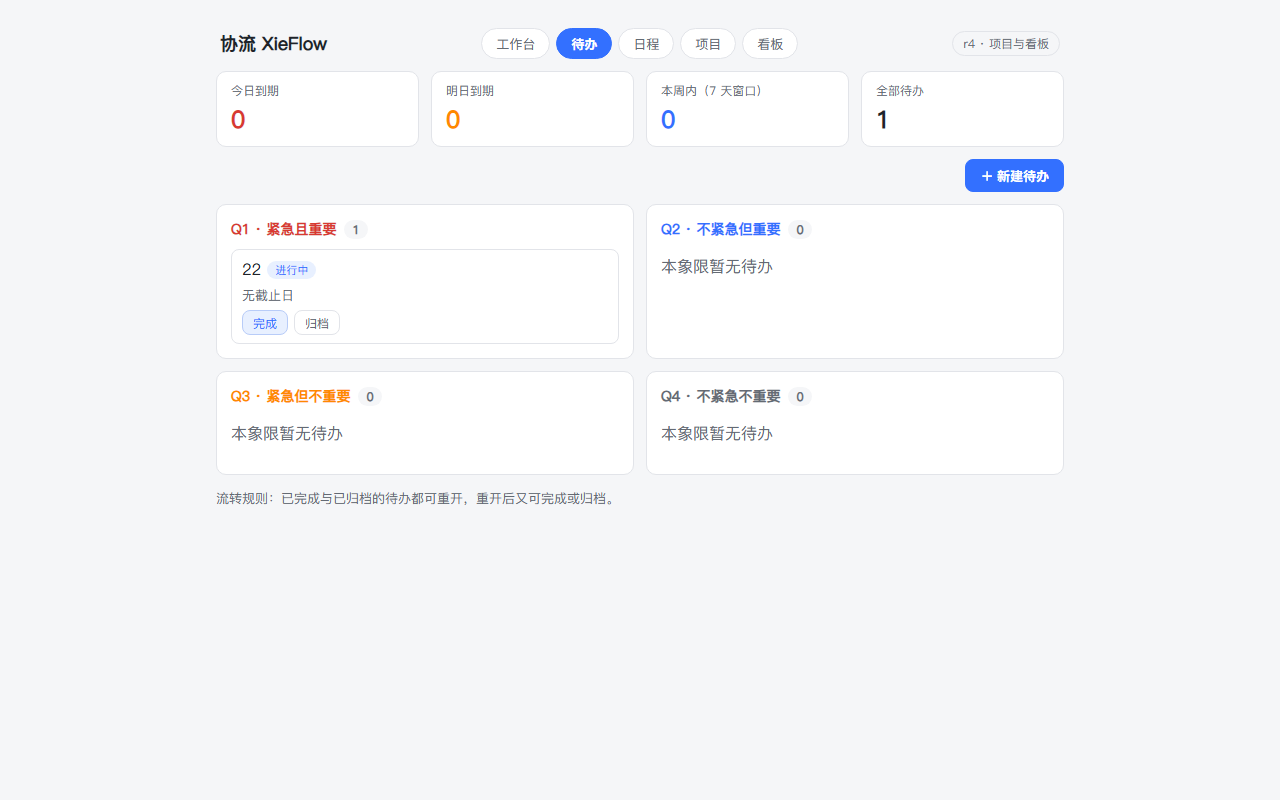 协流 XieFlow
工作台
待办
日程
项目
看板
r4 · 项目与看板
今日到期
0
明日到期
0
本周内（7 天窗口）
0
全部待办
1
＋ 新建待办
Q1 · 紧急且重要 1
22 进行中
无截止日
完成 归档
Q2 · 不紧急但重要 0
本象限暂无待办
Q3 · 紧急但不重要 0
本象限暂无待办
Q4 · 不紧急不重要 0
本象限暂无待办
流转规则：已完成与已归档的待办都可重开，重开后又可完成或归档。